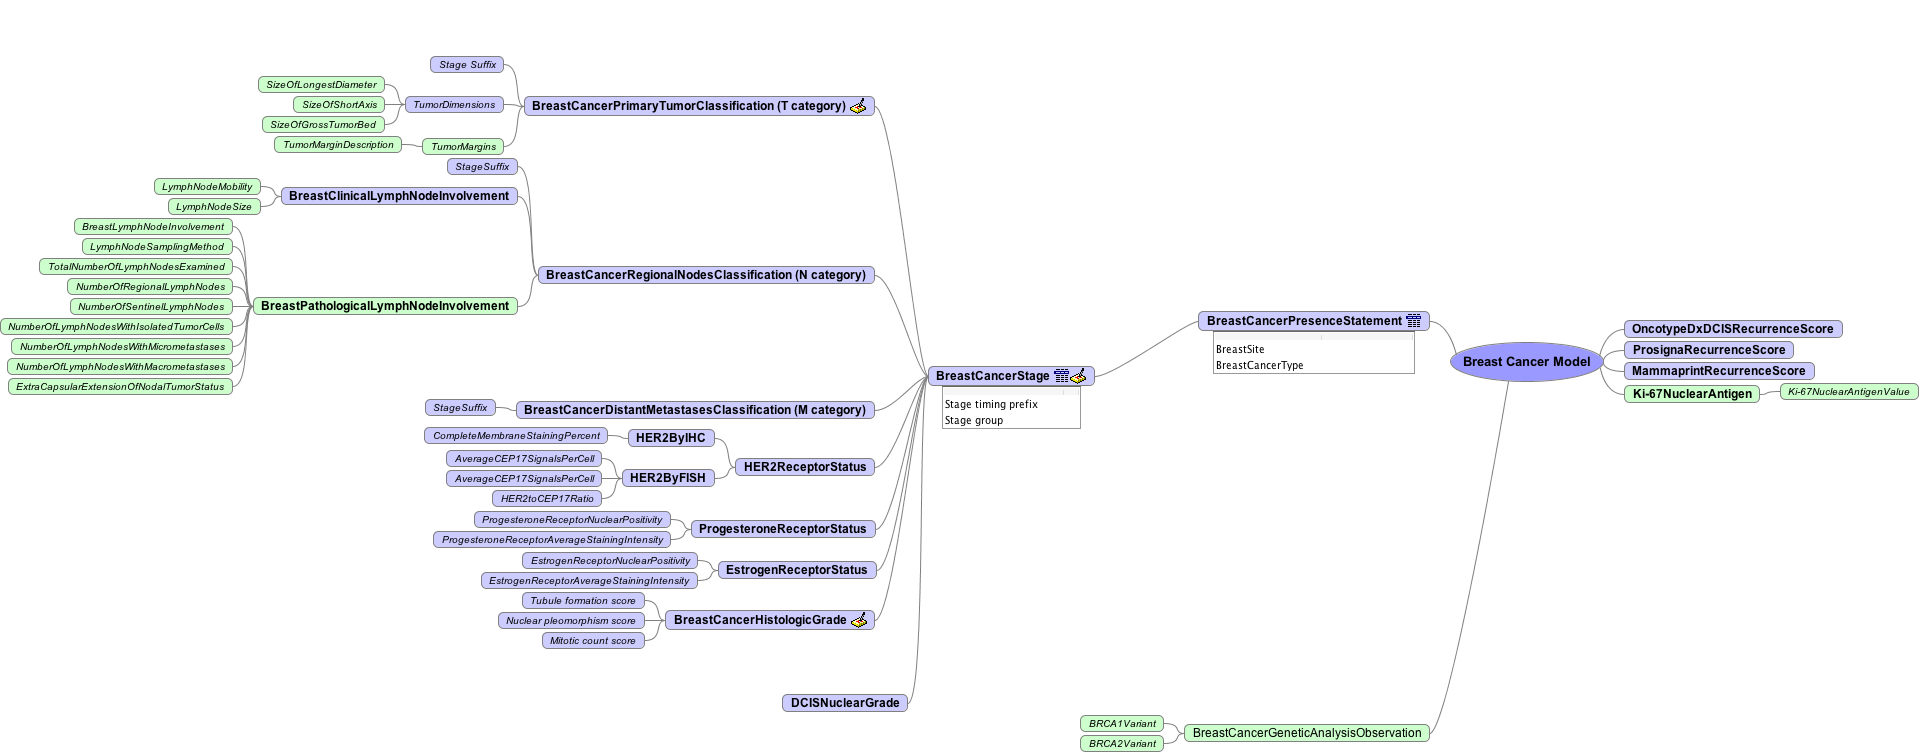 Stage Suffix
SizeOfLongestDiameter
SizeOfShortAxis
TumorDimensions
BreastCancerPrimaryTumorClassification (T category)
SizeOfGrossTumorBed
TumorMarginDescription
TumorMargins
StageSuffix
LymphNodeMobility
BreastClinicalLymphNodeInvolvement
LymphNodeSize
BreastLymphNodeInvolvement
LymphNodeSamplingMethod
TotalNumberOfLymphNodesExamined
BreastCancerRegionalNodesClassification (N category)
NumberOfRegionalLymphNodes
NumberOfSentinelLymphNodes
BreastPathologicalLymphNodeInvolvement
NumberOfLymphNodesWithIsolatedTumorCells
NumberOfLymphNodesWithMicrometastases
NumberOfLymphNodesWithMacrometastases
ExtraCapsularExtensionOfNodalTumorStatus
BreastCancerPresenceStatement
BreastSite
BreastCancerType
Breast Cancer Model
OncotypeDxDCISRecurrenceScore
ProsignaRecurrenceScore
MammaprintRecurrenceScore
Ki-67NuclearAntigen
Ki-67NuclearAntigenValue
BreastCancerStage
Stage timing prefix
Stage group
StageSuffix
BreastCancerDistantMetastasesClassification (M category)
CompleteMembraneStainingPercent
HER2ByIHC
AverageCEP17SignalsPerCell
HER2ReceptorStatus
AverageCEP17SignalsPerCell
HER2ByFISH
HER2toCEP17Ratio
ProgesteroneReceptorNuclearPositivity
ProgesteroneReceptorStatus
ProgesteroneReceptorAverageStainingIntensity
EstrogenReceptorNuclearPositivity
EstrogenReceptorStatus
EstrogenReceptorAverageStainingIntensity
Tubule formation score
Nuclear pleomorphism score
BreastCancerHistologicGrade
Mitotic count score
DCISNuclearGrade
BRCA1Variant
BreastCancerGeneticAnalysisObservation
BRCA2Variant